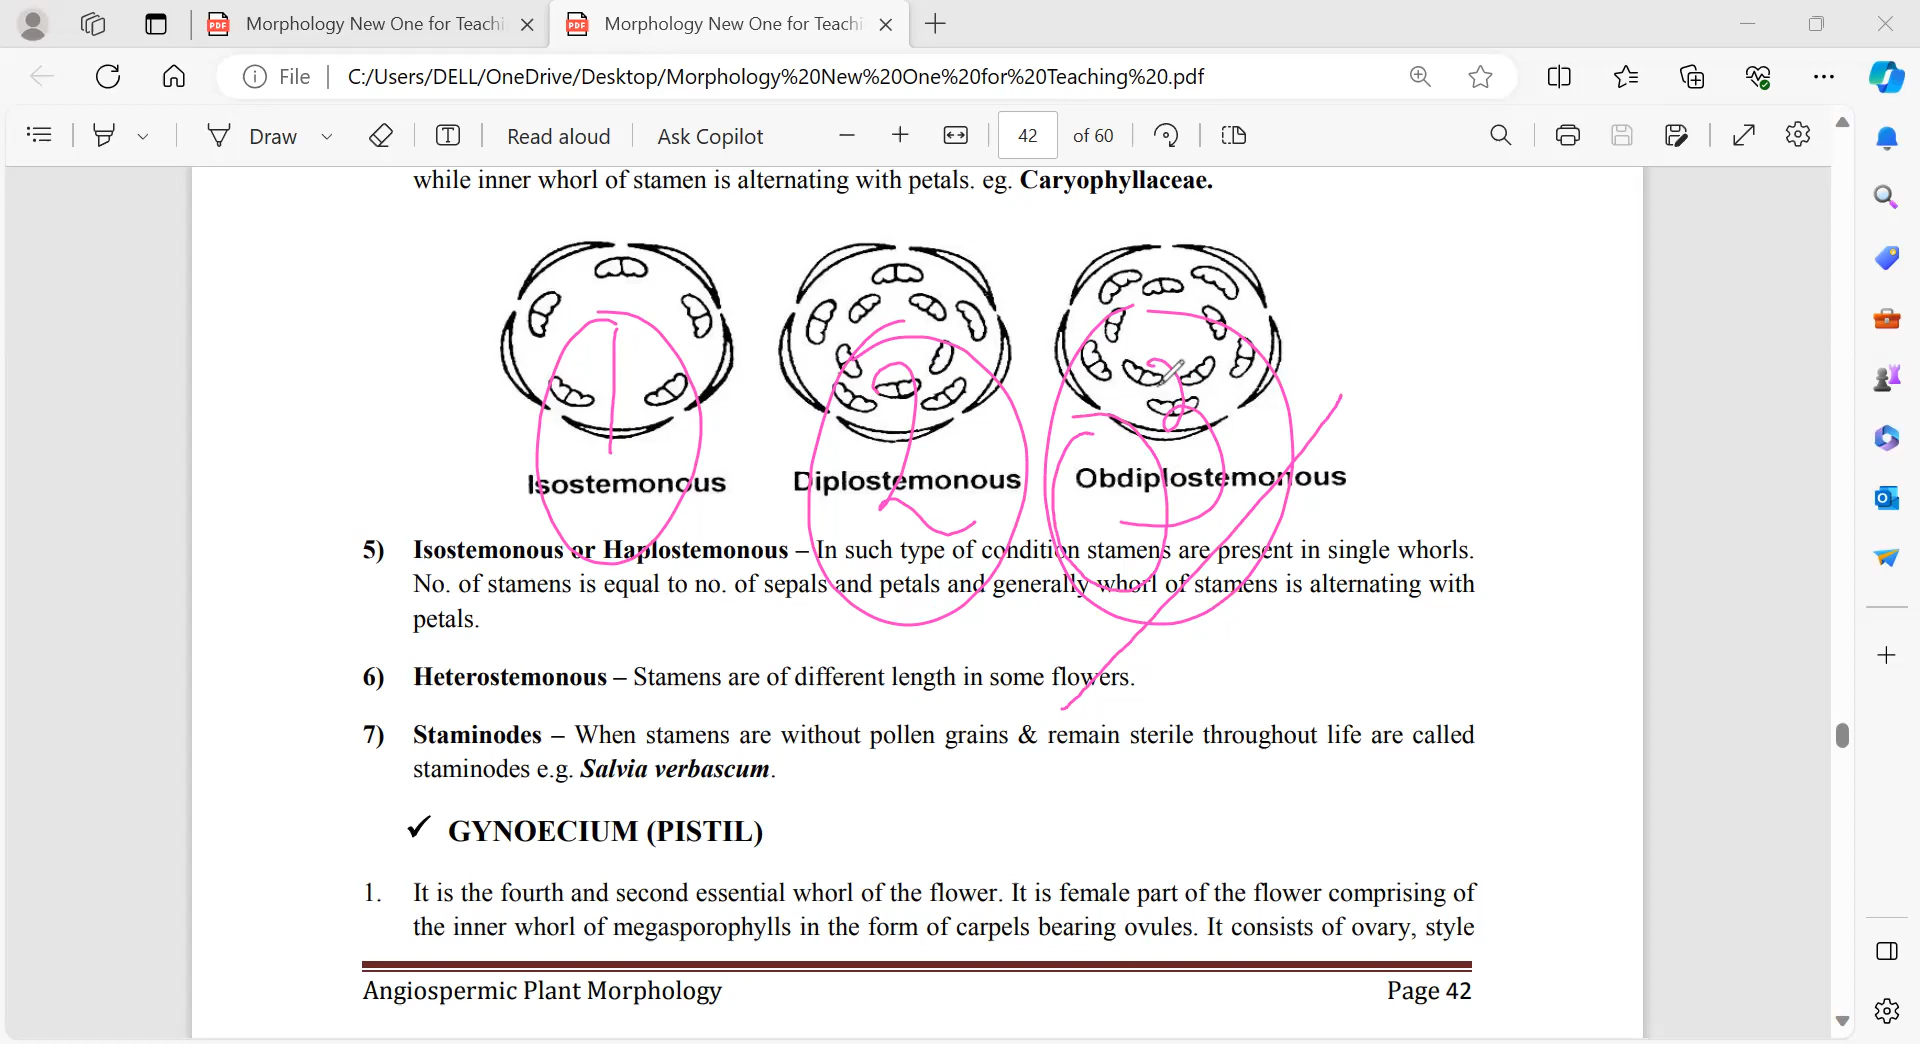 Morphology New One for Teachi
Morphology New One for Teachi
File
C:/Users/DELL/OneDrive/Desktop/Morphology%20New%20One%20for%20Teaching%20.pdf
Draw
Read aloud
Ask Copilot
42
of 60
while inner whorl of stamen is alternating with petals. eg. Caryophyllaceae.
1
2
Isostemonous
Diplostemonous
Obdiplostemonous
5) Isostemonous or Haplostemonous – In such type of condition stamens are present in single whorls.
No. of stamens is equal to no. of sepals and petals and generally whorl of stamens is alternating with
petals.
6) Heterostemonous – Stamens are of different length in some flowers.
7) Staminodes – When stamens are without pollen grains & remain sterile throughout life are called
staminodes e.g. Salvia verbascum.
✓ GYNOECIUM (PISTIL)
1. It is the fourth and second essential whorl of the flower. It is female part of the flower comprising of
the inner whorl of megasporophylls in the form of carpels bearing ovules. It consists of ovary, style
Angiospermic Plant Morphology
Page 42